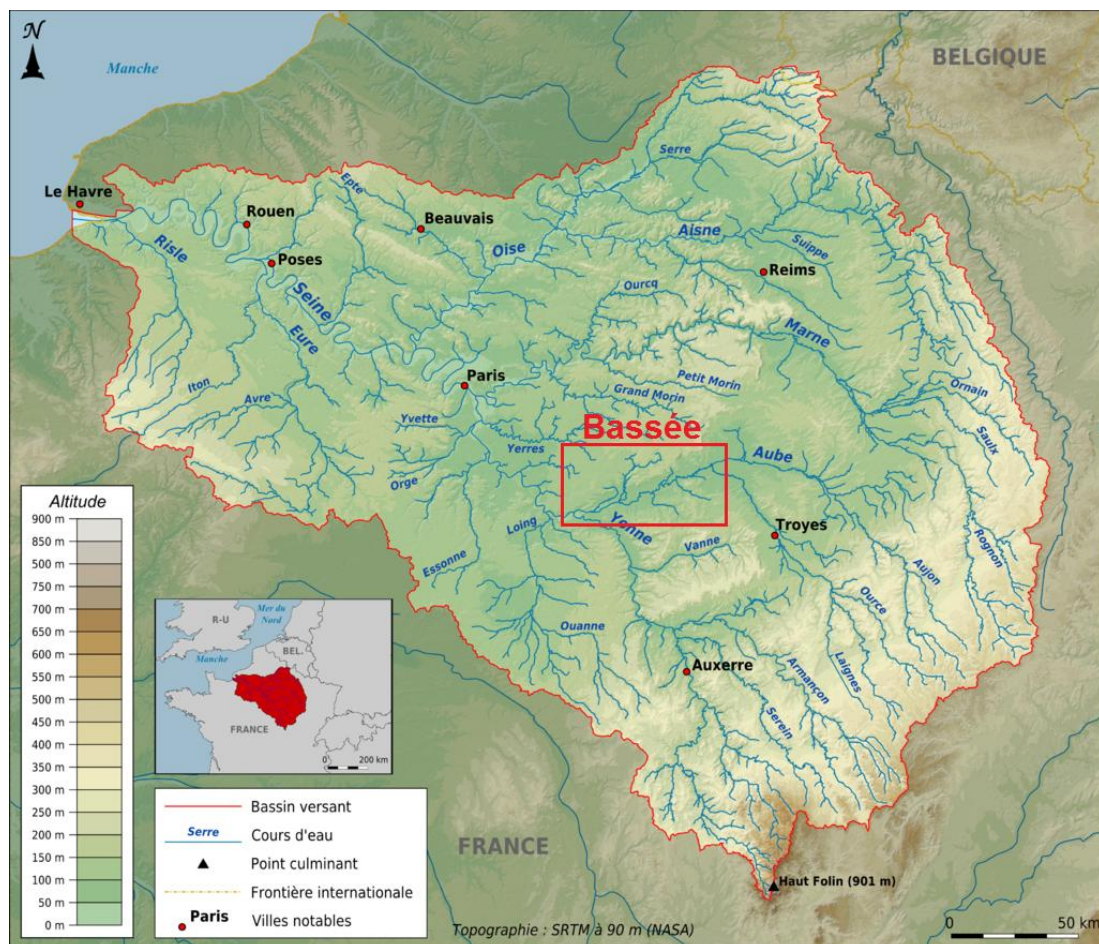 N
Manche
BELGIQUE
Le Havre
Rouen
Epte
Beauvais
Serre
Risle
Poses
Oise
Aisne
Suippe
Reims
Seine
Eure
Ourcq
Marne
Paris
Petit Morin
Grand Morin
Ornain
Saulx
Iton
Avre
Yvette
Bassée
Yerres
Aube
Orge
Loing
Yonne
Troyes
Essonne
Vanne
Aujon
Rognon
Ource
Ouanne
Laignes
Auxerre
Armançon
Serein
Altitude
900 m
850 m
500 m
750 m
700 m
650 m
600 m
550 m
500 m
450 m
400 m
350 m
300 m
250 m
200 m
150 m
100 m
50 m
0 m
Mer du
Nord
R-U
BEL.
Manche
FRANCE
0 200 km
Bassin versant
Serre Cours d'eau
Point culminant
Frontière internationale
Paris Villes notables
FRANCE
Haut Folin (901 m)
Topographie : SRTM à 90 m (NASA)
0 50 km